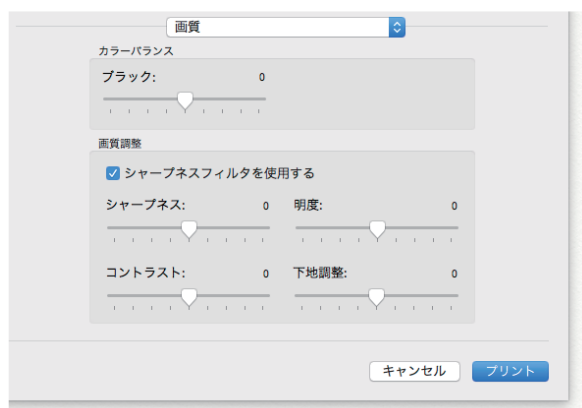 画質
カラーバランス
ブラック: 0
画質調整
シャープネスフィルタを使用する
シャープネス: 0 明度: 0
コントラスト: 0 下地調整: 0
キャンセル プリント